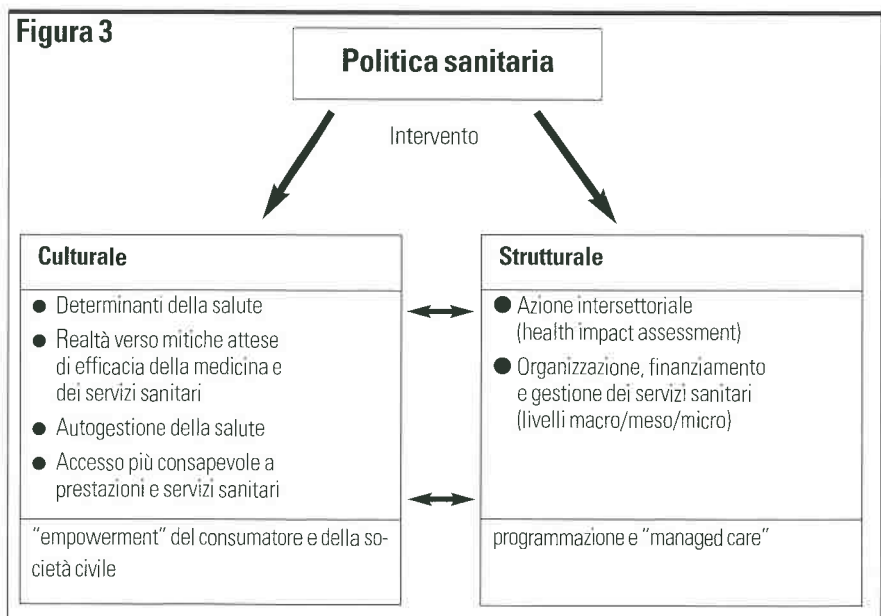 Figura 3
Politica sanitaria
Intervento
Culturale
● Determinanti della salute
● Realtà verso mitiche attese
di efficacia della medicina e
dei servizi sanitari
● Autogestione della salute
● Accesso più consapevole a
prestazioni e servizi sanitari
"empowerment" del consumatore e della so-
cietà civile
Strutturale
● Azione intersettoriale
(health impact assessment)
● Organizzazione, finanziamento
e gestione dei servizi sanitari
(livelli macro/meso/micro)
programmazione e "managed care"